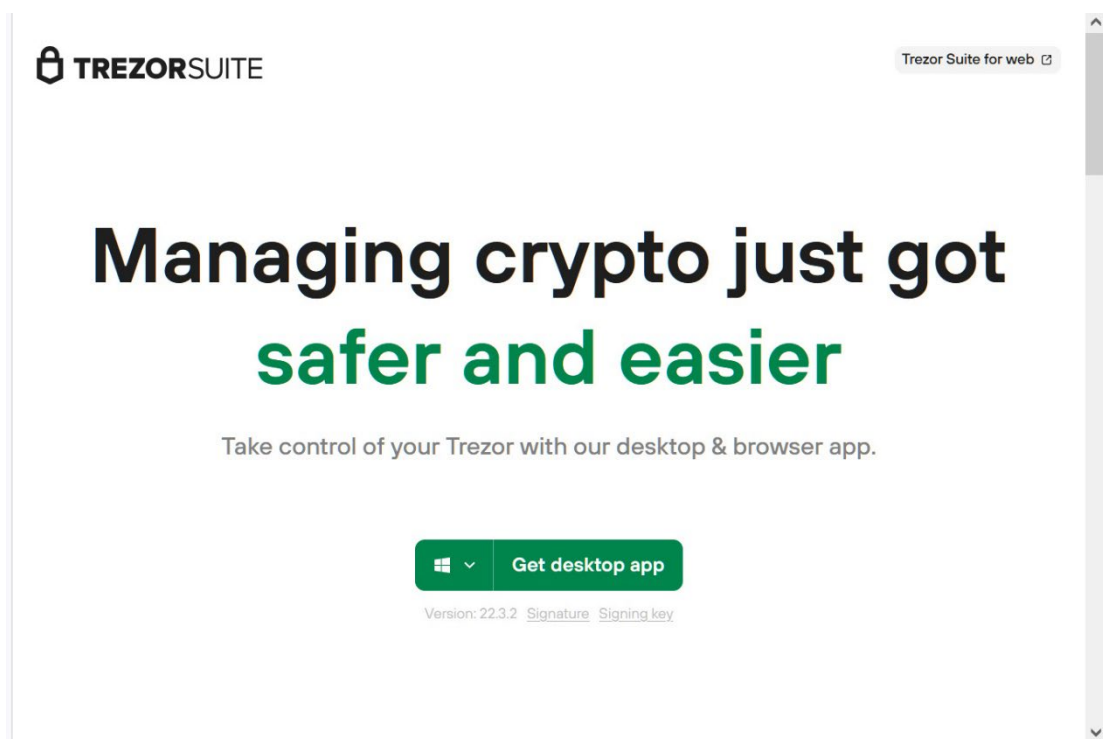 TREZORSUITE
Trezor Suite for web
Managing crypto just got
safer and easier
Take control of your Trezor with our desktop & browser app.
Get desktop app
Version: 22.3.2 Signature Signing key